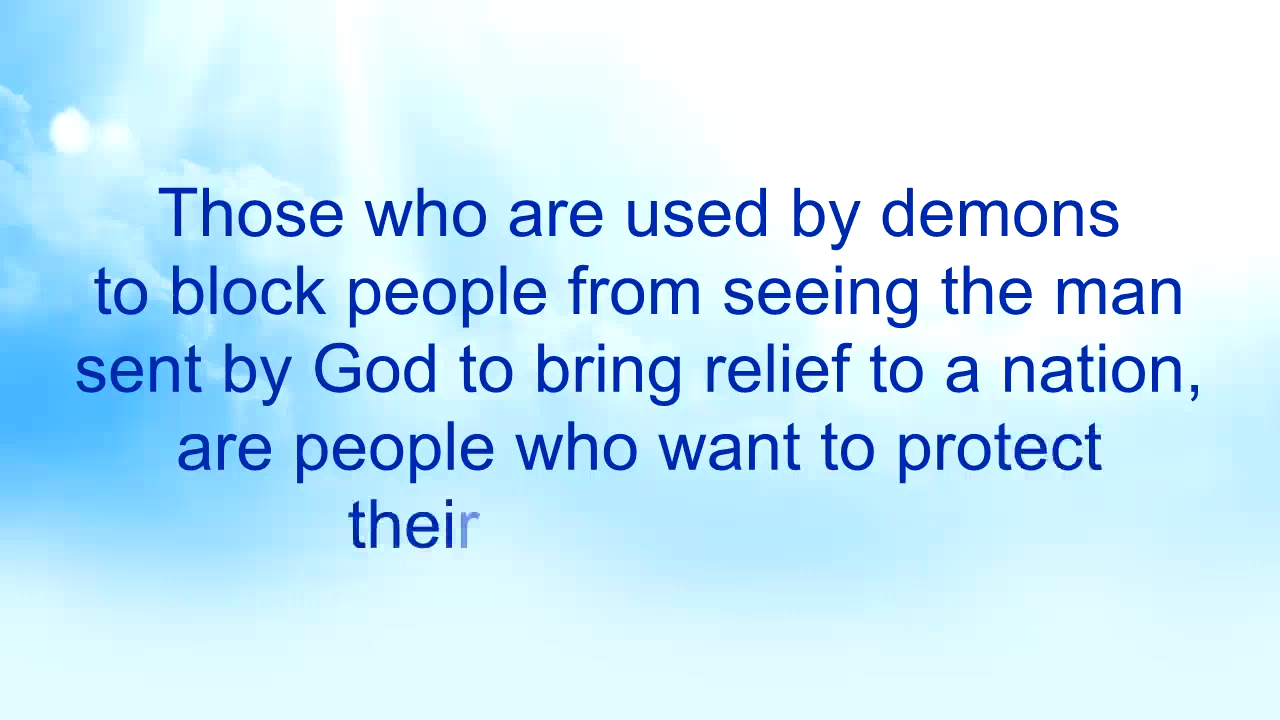 Those who are used by demons
to block people from seeing the man
sent by God to bring relief to a nation,
are people who want to protect
their